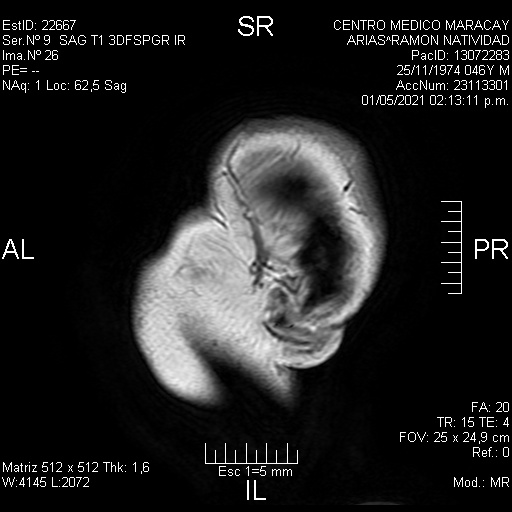 EstID: 22667
Ser.Nº 9 SAG T1 3DFSPGR IR
Ima.Nº 26
PE= --
NAq: 1 Loc: 62,5 Sag
SR
CENTRO MEDICO MARACAY
ARIAS^RAMON NATIVIDAD
PacID: 13072283
25/11/1974 046Y M
AccNum: 23113301
01/05/2021 02:13:11 p.m.
AL
PR
FA: 20
TR: 15 TE: 4
FOV: 25 x 24,9 cm
Ref.: 0
Matriz 512 x 512 Thk: 1,6
W:4145 L:2072
Esc 1=5 mm
IL
Mod.: MR